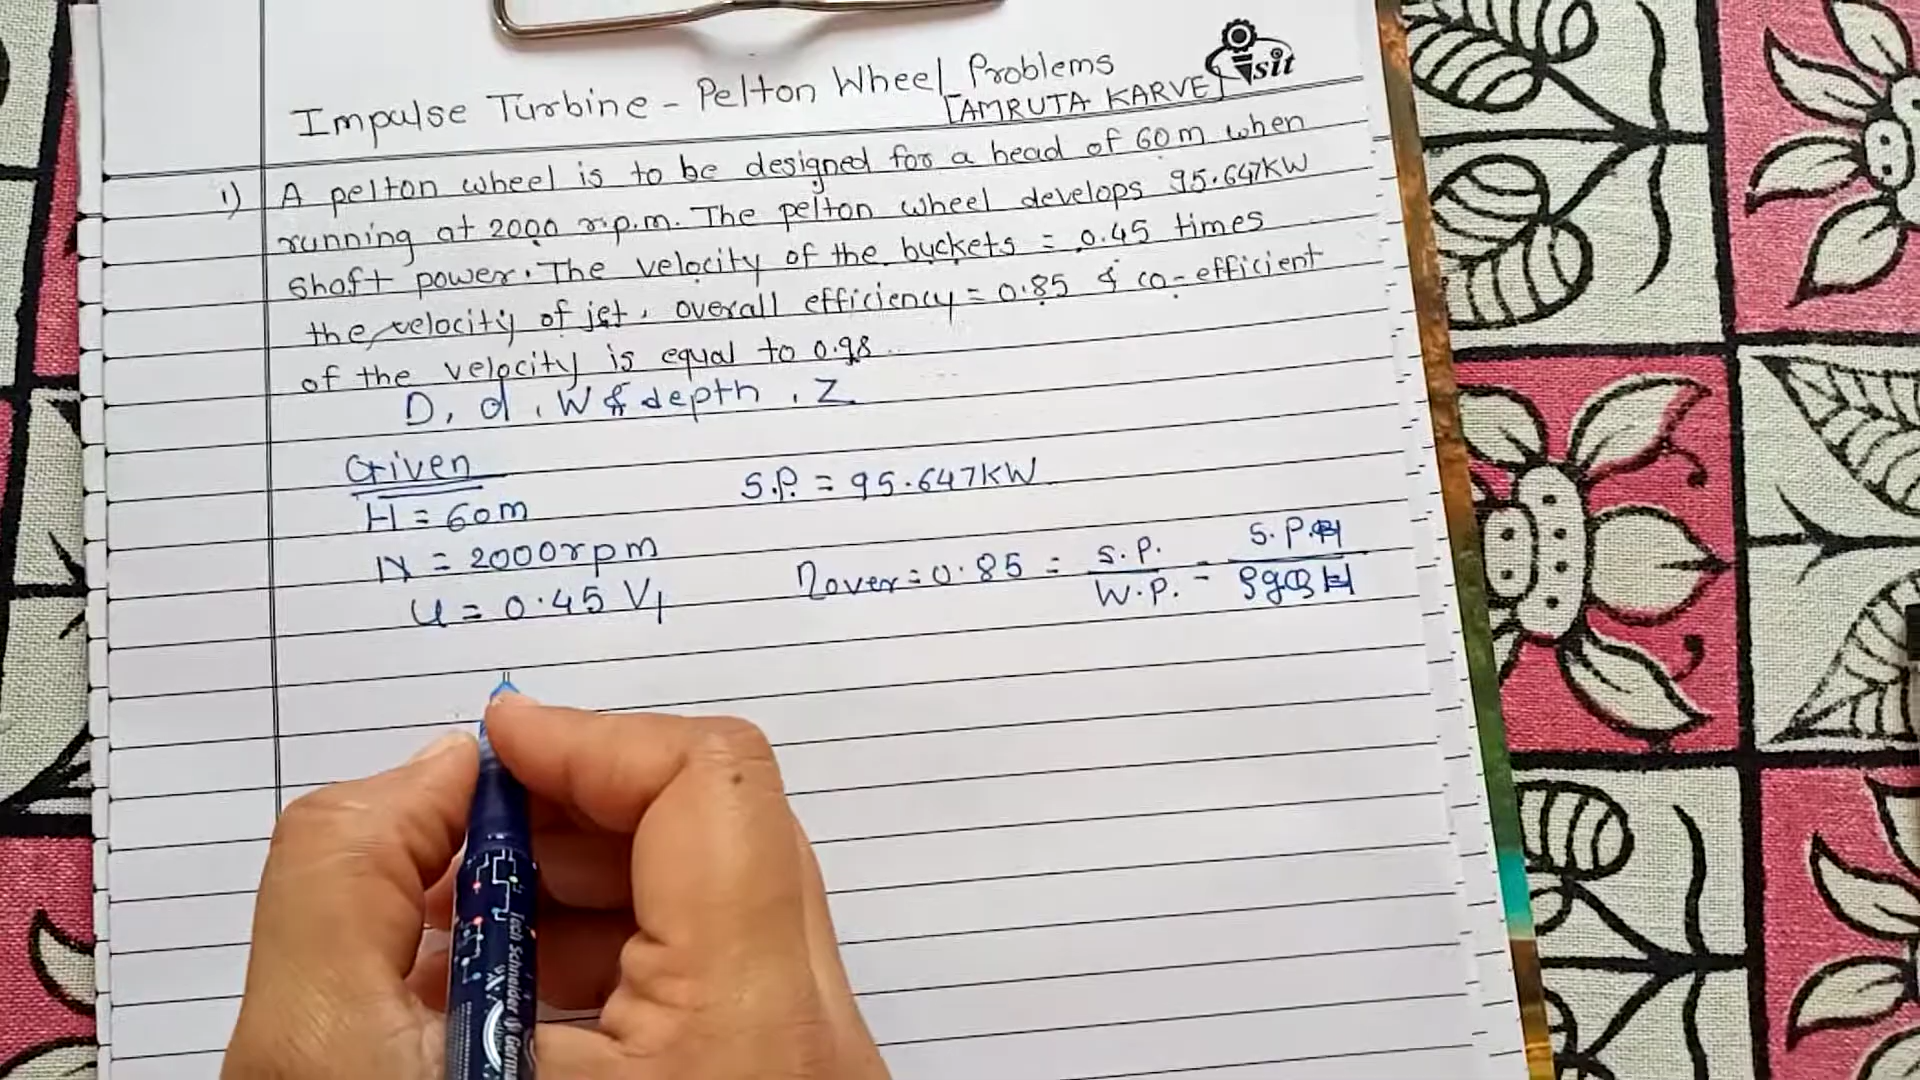 Impulse Turbine - Pelton Wheel Problems
[AMRUTA KARVE]
sit
1) A pelton wheel is to be designed for a head of 60m when
running at 2000 r.p.m. The pelton wheel develops 95.647KW
shaft power. The velocity of the buckets = 0.45 times
the velocity of jet, overall efficiency = 0.85 & co-efficient
of the velocity is equal to 0.98
D, d, W & depth, Z
Given
H = 60m
S.P. = 95.647KW
N = 2000rpm
ηover = 0.85 = S.P. / W.P. = S.P. / ρgQH
u = 0.45 V1
Tech Schneider